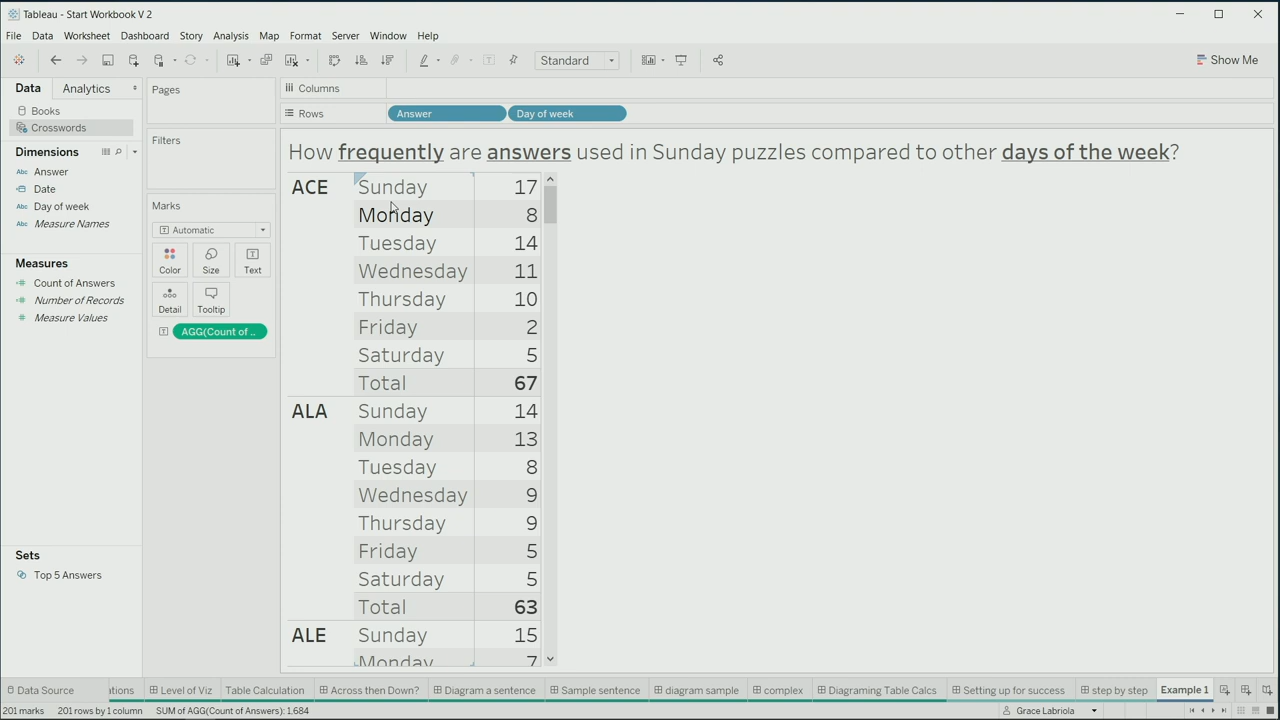 Tableau - Start Workbook V 2
File Data Worksheet Dashboard Story Analysis Map Format Server Window Help
Standard
Show Me
Data Analytics
Books
Crosswords
Dimensions
Abc Answer
Date
Abc Day of week
Abc Measure Names
Measures
Count of Answers
Number of Records
Measure Values
Sets
Top 5 Answers
Pages
Filters
Marks
Automatic
Color Size Text
Detail Tooltip
AGG(Count of ..
Columns
Rows Answer Day of week
How frequently are answers used in Sunday puzzles compared to other days of the week?
ACE Sunday 17
Monday 8
Tuesday 14
Wednesday 11
Thursday 10
Friday 2
Saturday 5
Total 67
ALA Sunday 14
Monday 13
Tuesday 8
Wednesday 9
Thursday 9
Friday 5
Saturday 5
Total 63
ALE Sunday 15
Monday 7
Data Source ations Level of Viz Table Calculation Across then Down? Diagram a sentence Sample sentence diagram sample complex Diagraming Table Calcs Setting up for success step by step Example 1
201 marks 201 rows by 1 column SUM of AGG(Count of Answers): 1,684 Grace Labriola